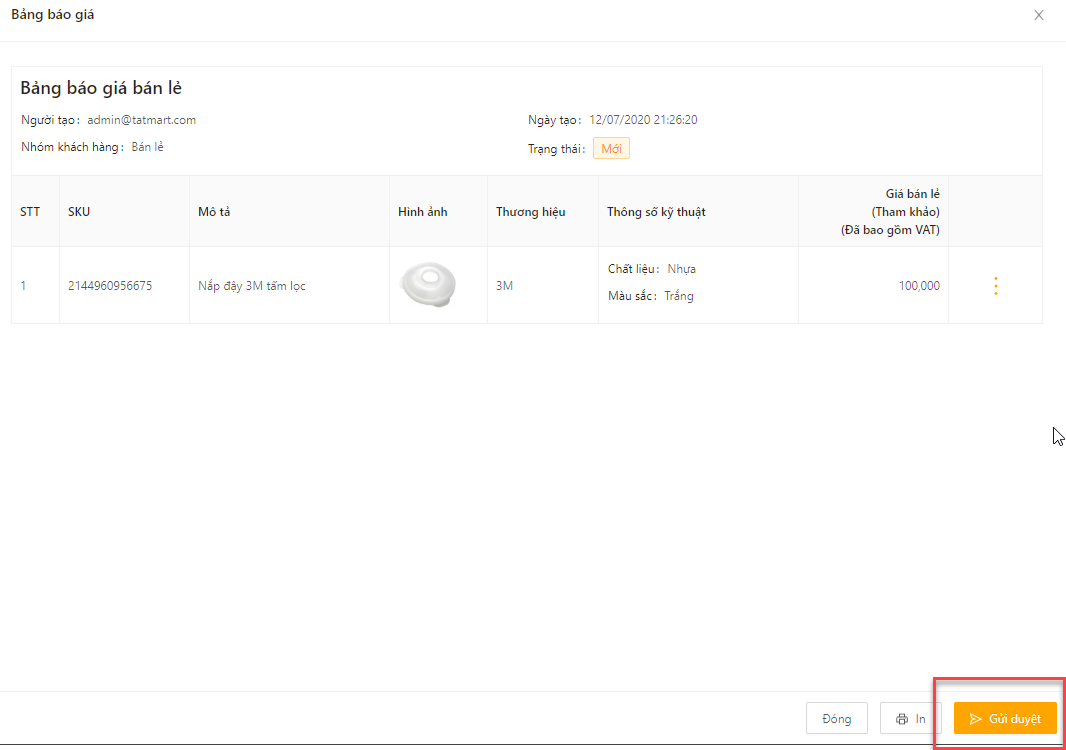 Bảng báo giá
Bảng báo giá bán lẻ
Người tạo: admin@tatmart.com
Ngày tạo: 12/07/2020 21:26:20
Nhóm khách hàng: Bán lẻ
Trạng thái: Mới
STT SKU Mô tả Hình ảnh Thương hiệu Thông số kỹ thuật Giá bán lẻ
(Tham khảo)
(Đã bao gồm VAT)
1 2144960956675 Nắp đậy 3M tấm lọc 3M Chất liệu: Nhựa
Màu sắc: Trắng
100,000
Đóng In Gửi duyệt